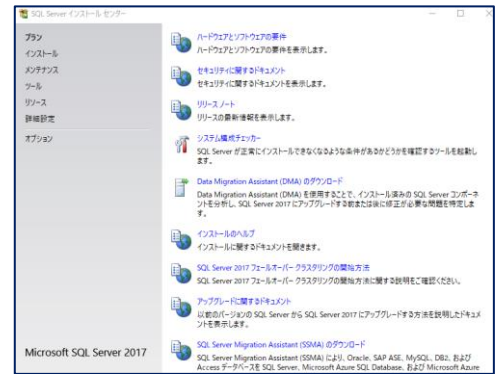 SQL Server インストール センター
プラン
インストール
メンテナンス
ツール
リソース
詳細設定
オプション
Microsoft SQL Server 2017
ハードウェアとソフトウェアの要件
ハードウェアとソフトウェアの要件を表示します。
セキュリティに関するドキュメント
セキュリティに関するドキュメントを表示します。
リリース ノート
リリースの最新情報を表示します。
システム構成チェッカー
SQL Server が正常にインストールできなくなるような条件があるかどうかを確認するツールを起動し
ます。
Data Migration Assistant (DMA) のダウンロード
Data Migration Assistant (DMA) を使用することで、インストール済みの SQL Server コンポーネ
ントを分析し、SQL Server 2017 にアップグレードする前または後に修正が必要な問題を特定しま
す。
インストールのヘルプ
インストールに関するドキュメントを開きます。
SQL Server 2017 フェールオーバー クラスタリングの開始方法
SQL Server 2017 フェールオーバー クラスタリングの開始方法に関する説明をご確認ください。
アップグレードに関するドキュメント
以前のバージョンの SQL Server から SQL Server 2017 にアップグレードする方法を説明したドキュメ
ントを表示します。
SQL Server Migration Assistant (SSMA) のダウンロード
SQL Server Migration Assistant (SSMA) により、Oracle、SAP ASE、MySQL、DB2、および
Access データベースを SQL Server、Microsoft Azure SQL Database、および Microsoft Azure